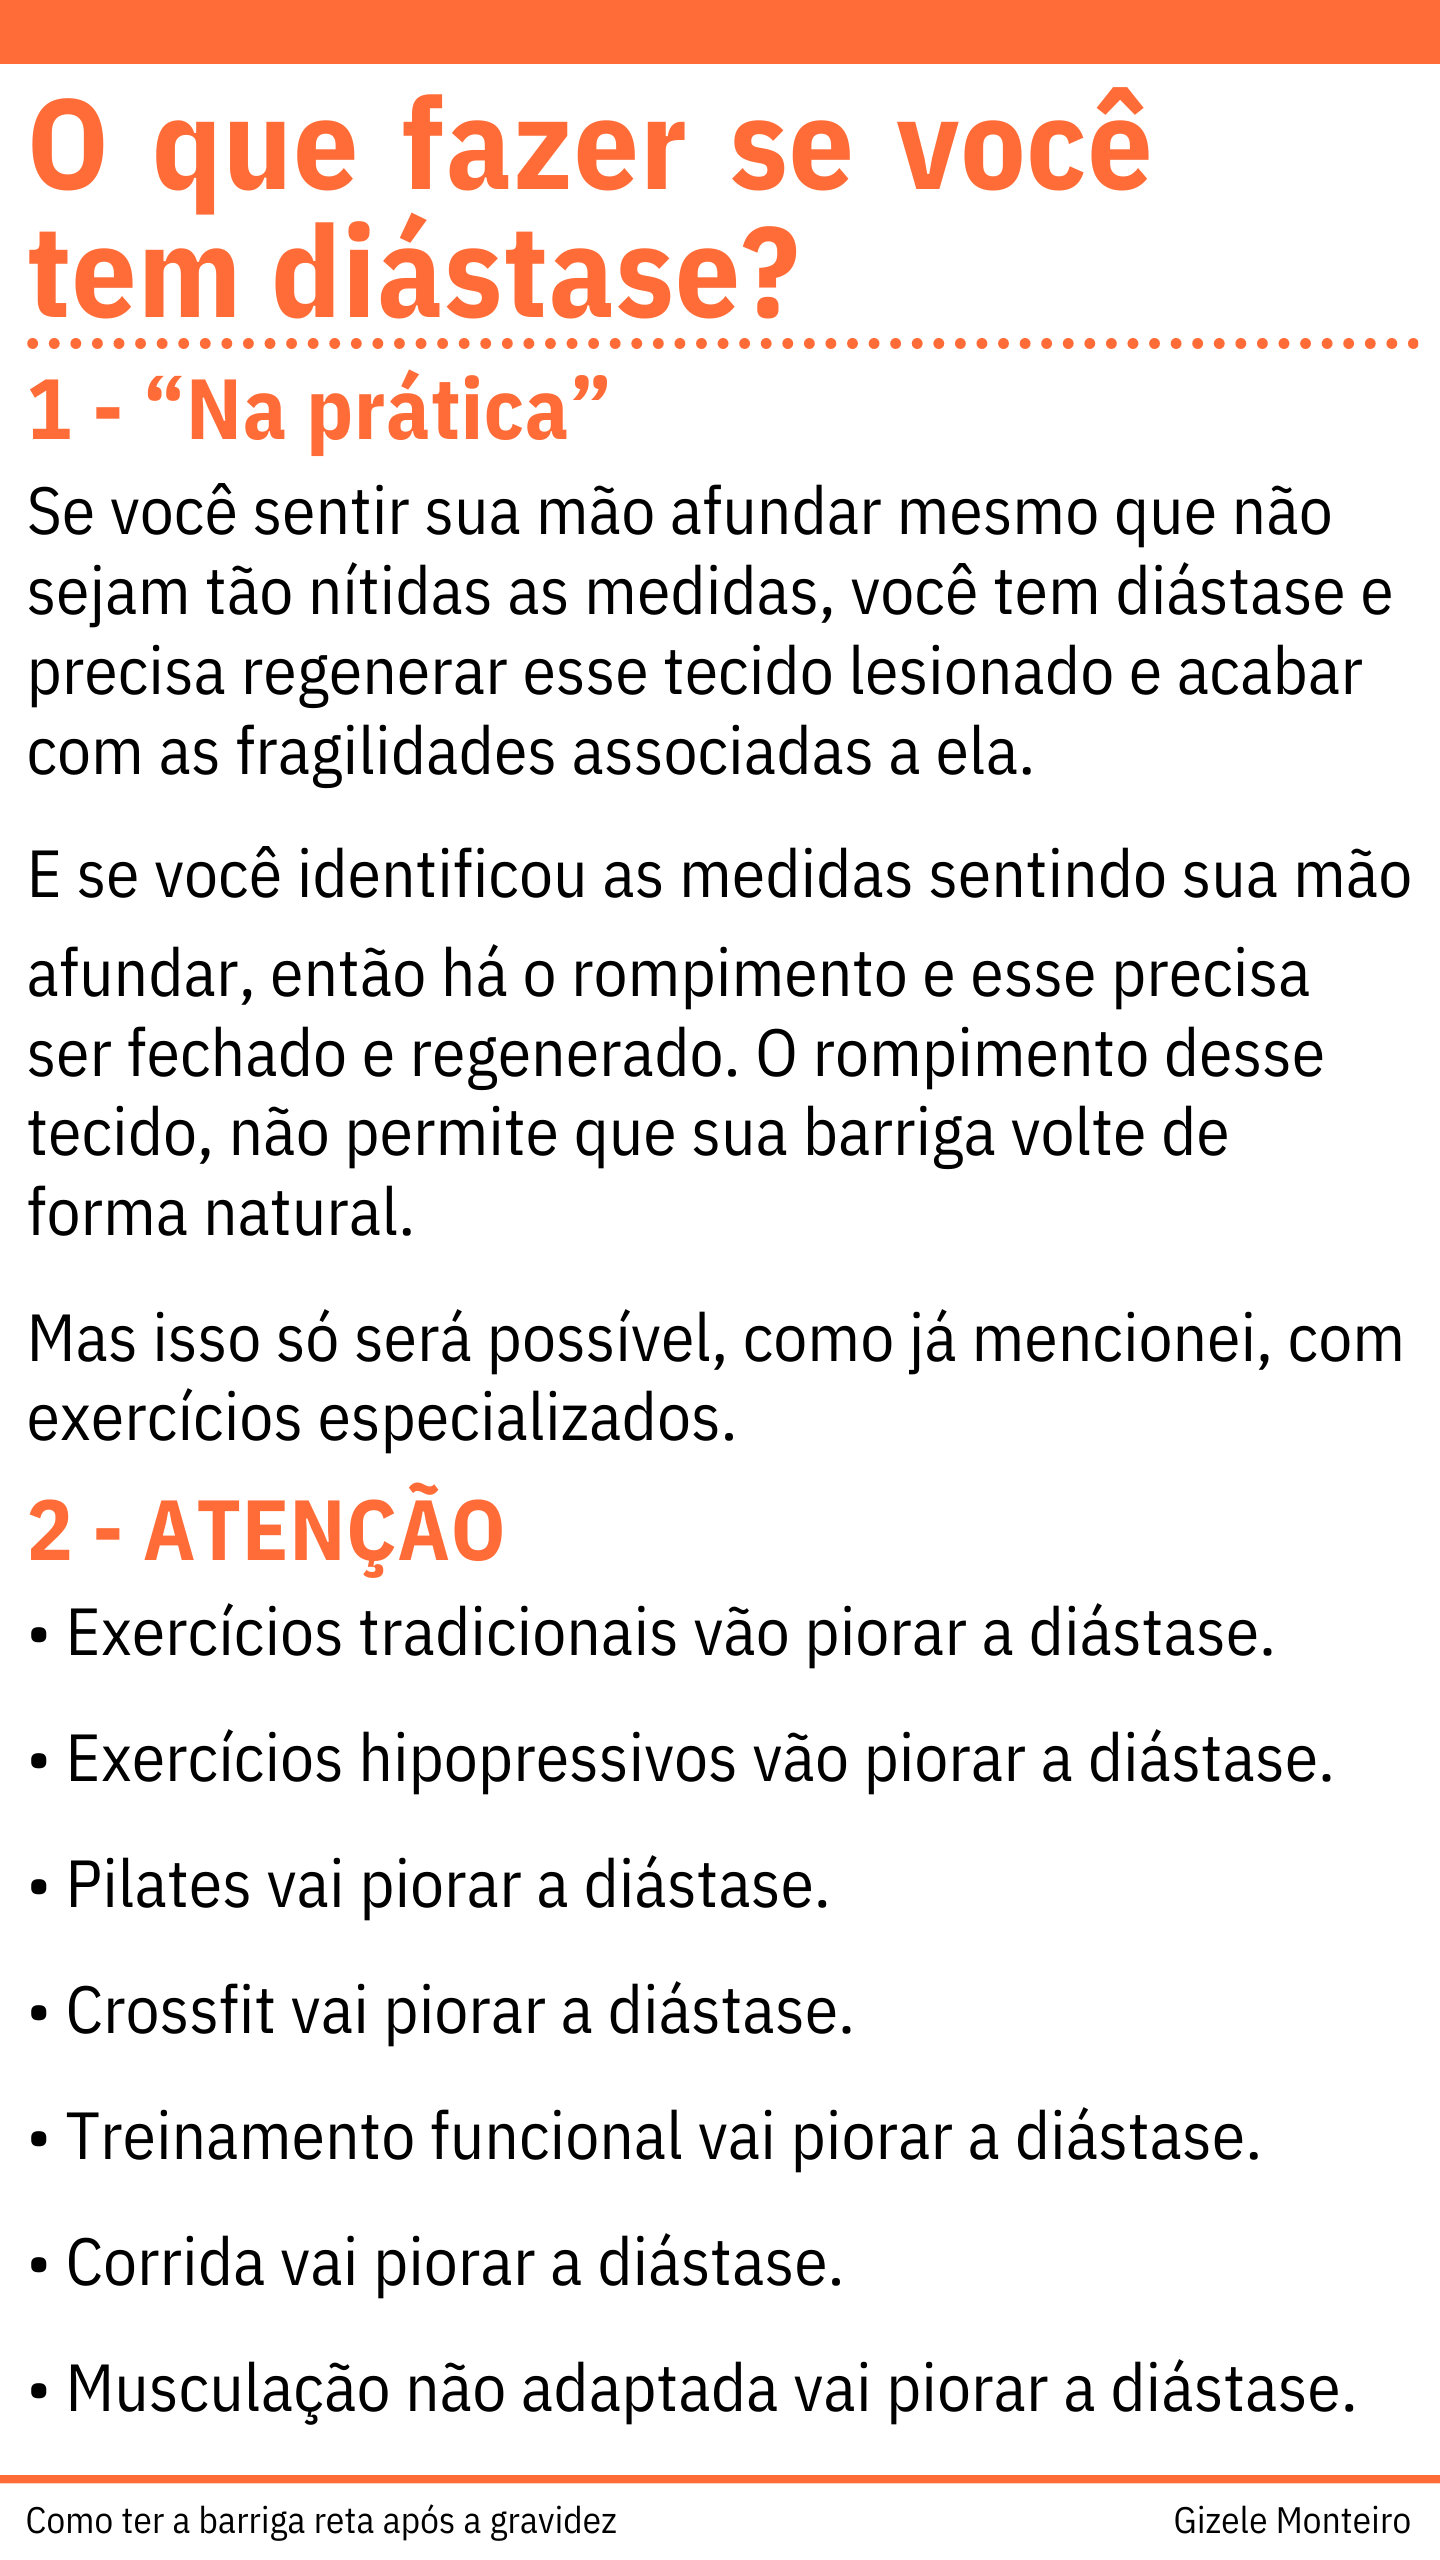 O que fazer se você
tem diástase?
1 - “Na prática”
Se você sentir sua mão afundar mesmo que não
sejam tão nítidas as medidas, você tem diástase e
precisa regenerar esse tecido lesionado e acabar
com as fragilidades associadas a ela.
E se você identificou as medidas sentindo sua mão
afundar, então há o rompimento e esse precisa
ser fechado e regenerado. O rompimento desse
tecido, não permite que sua barriga volte de
forma natural.
Mas isso só será possível, como já mencionei, com
exercícios especializados.
2 - ATENÇÃO
• Exercícios tradicionais vão piorar a diástase.
• Exercícios hipopressivos vão piorar a diástase.
• Pilates vai piorar a diástase.
• Crossfit vai piorar a diástase.
• Treinamento funcional vai piorar a diástase.
• Corrida vai piorar a diástase.
• Musculação não adaptada vai piorar a diástase.
Como ter a barriga reta após a gravidez
Gizele Monteiro